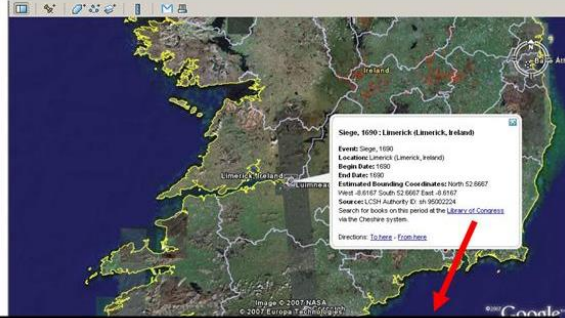 Ireland
Siege, 1690 : Limerick (Limerick, Ireland)
Event: Siege, 1690
Location: Limerick (Limerick, Ireland)
Begin Date: 1690
End Date: 1690
Estimated Bounding Coordinates: North 52.6667
West -8.6167 South 52.6667 East -8.6167
Source: LCSH Authority ID: sh 95002224
Search for books on this period at the Library of Congress
via the Cheshire system.
Directions: To here - From here
Limerick, Ireland
Image © 2007 NASA
© 2007 Europa Technologies
Google